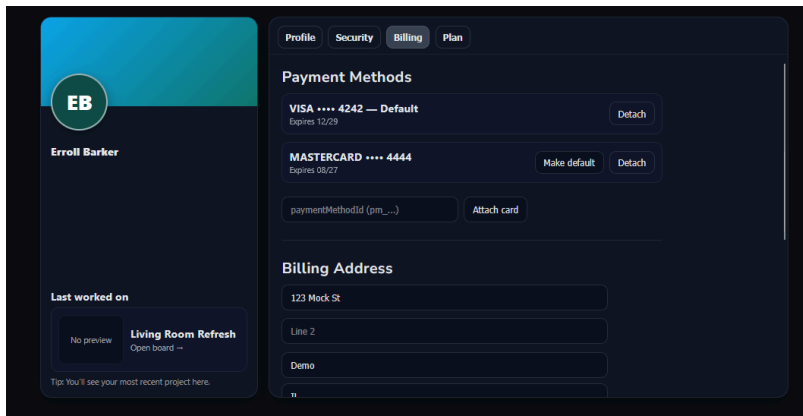 EB
Erroll Barker
Last worked on
No preview
Living Room Refresh
Open board →
Tip: You'll see your most recent project here.
Profile
Security
Billing
Plan
Payment Methods
VISA •••• 4242 — Default
Expires 12/29
Detach
MASTERCARD •••• 4444
Expires 08/27
Make default
Detach
paymentMethodId (pm_...)
Attach card
Billing Address
123 Mock St
Line 2
Demo